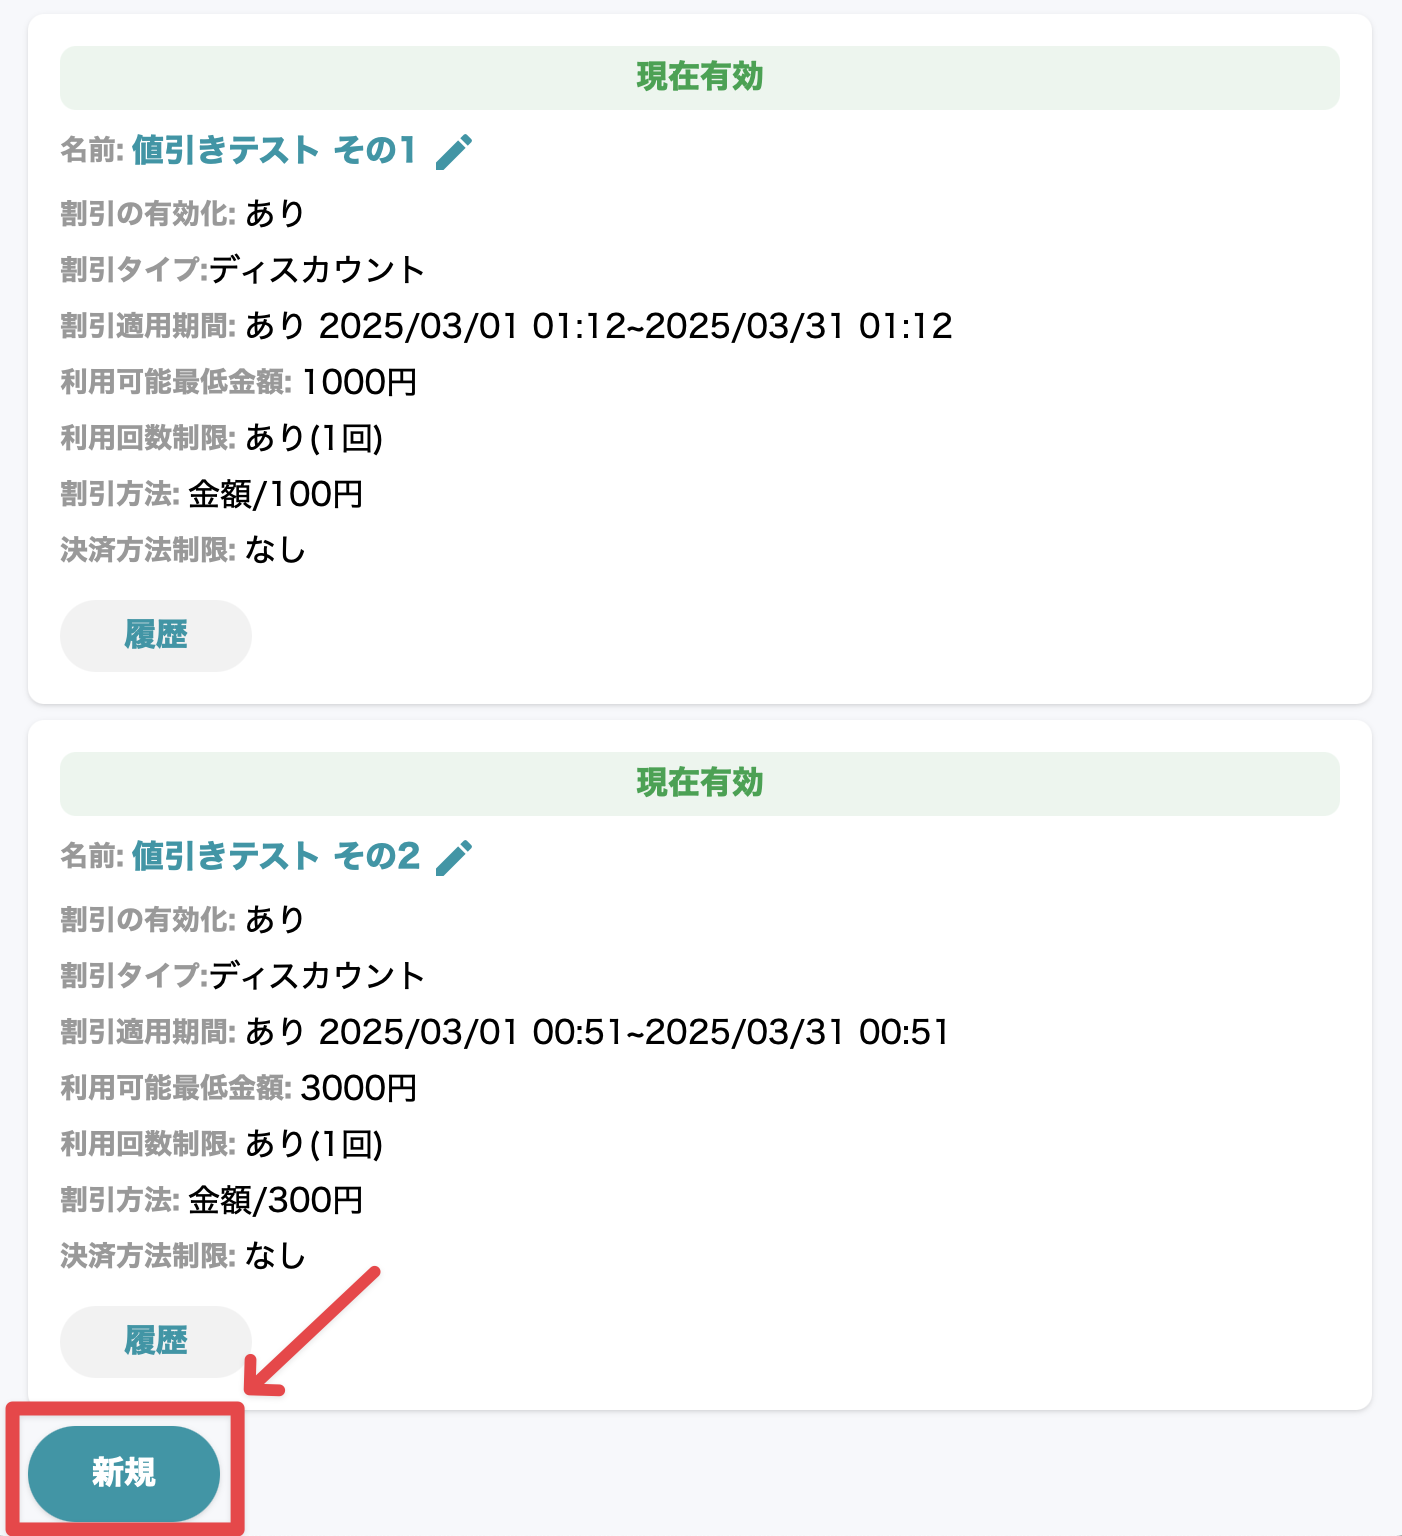 現在有効
名前: 値引きテスト その1
割引の有効化: あり
割引タイプ:ディスカウント
割引適用期間: あり 2025/03/01 01:12~2025/03/31 01:12
利用可能最低金額: 1000円
利用回数制限: あり(1回)
割引方法: 金額/100円
決済方法制限: なし
履歴
現在有効
名前: 値引きテスト その2
割引の有効化: あり
割引タイプ:ディスカウント
割引適用期間: あり 2025/03/01 00:51~2025/03/31 00:51
利用可能最低金額: 3000円
利用回数制限: あり(1回)
割引方法: 金額/300円
決済方法制限: なし
履歴
新規